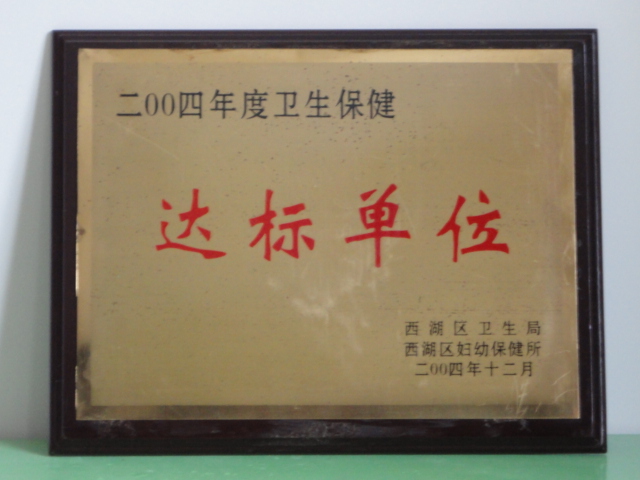 二00四年度卫生保健
达标单位
西湖区卫生局
西湖区妇幼保健所
二00四年十二月